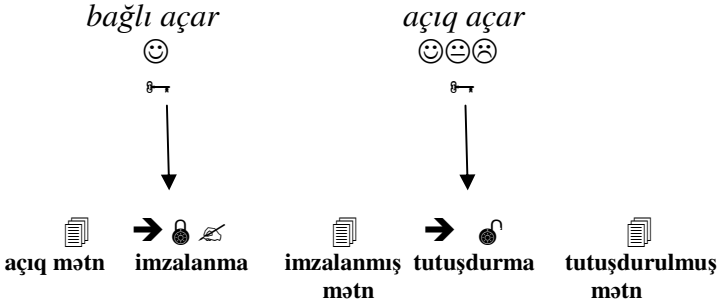 bağlı açar açıq açar
açıq mətn imzalanma imzalanmış tutuşdurma tutuşdurulmuş
mətn mətn